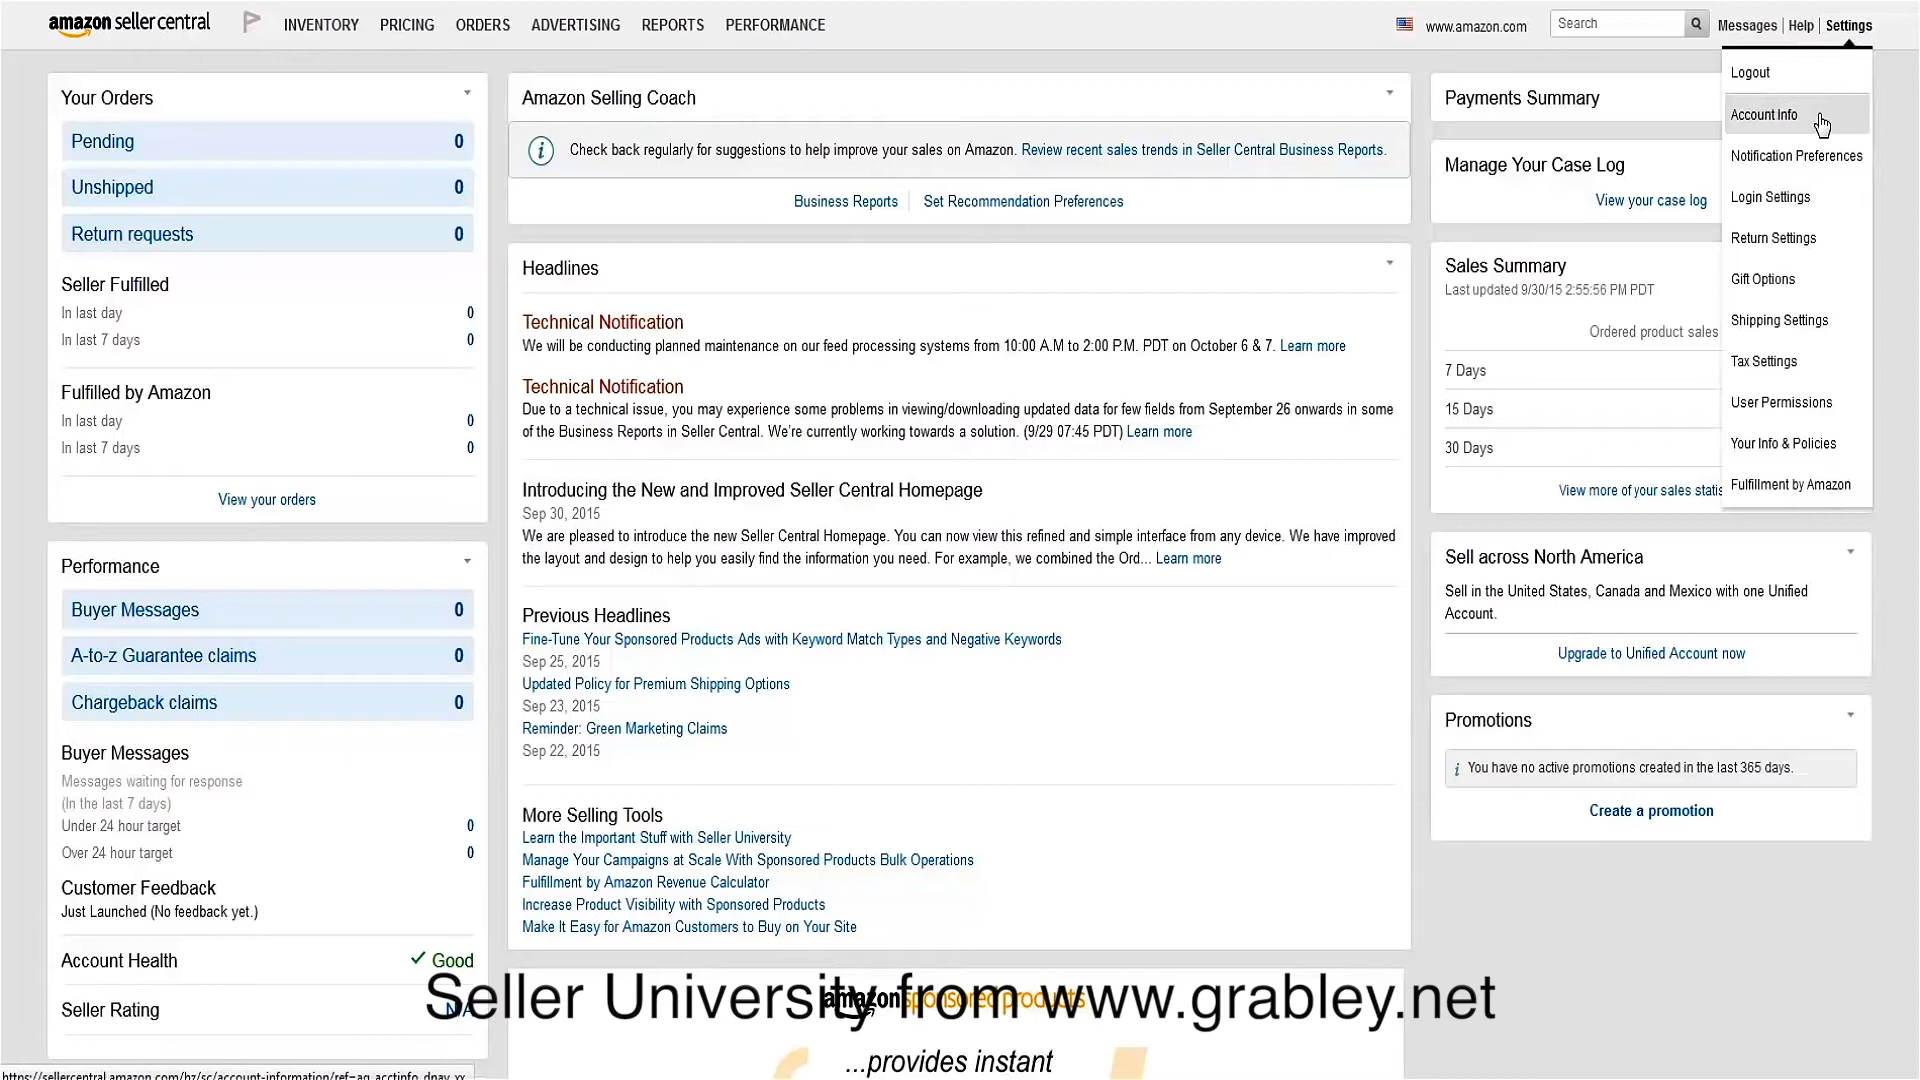 amazon seller central
INVENTORY PRICING ORDERS ADVERTISING REPORTS PERFORMANCE
www.amazon.com Search Messages | Help | Settings
Your Orders
Pending 0
Unshipped 0
Return requests 0
Seller Fulfilled
In last day 0
In last 7 days 0
Fulfilled by Amazon
In last day 0
In last 7 days 0
View your orders
Performance
Buyer Messages 0
A-to-z Guarantee claims 0
Chargeback claims 0
Buyer Messages
Messages waiting for response
(In the last 7 days)
Under 24 hour target 0
Over 24 hour target 0
Customer Feedback
Just Launched (No feedback yet.)
Account Health Good
Seller Rating N/A
Amazon Selling Coach
Check back regularly for suggestions to help improve your sales on Amazon. Review recent sales trends in Seller Central Business Reports.
Business Reports Set Recommendation Preferences
Headlines
Technical Notification
We will be conducting planned maintenance on our feed processing systems from 10:00 A.M to 2:00 P.M. PDT on October 6 & 7. Learn more
Technical Notification
Due to a technical issue, you may experience some problems in viewing/downloading updated data for few fields from September 26 onwards in some
of the Business Reports in Seller Central. We're currently working towards a solution. (9/29 07:45 PDT) Learn more
Introducing the New and Improved Seller Central Homepage
Sep 30, 2015
We are pleased to introduce the new Seller Central Homepage. You can now view this refined and simple interface from any device. We have improved
the layout and design to help you easily find the information you need. For example, we combined the Ord... Learn more
Previous Headlines
Fine-Tune Your Sponsored Products Ads with Keyword Match Types and Negative Keywords
Sep 25, 2015
Updated Policy for Premium Shipping Options
Sep 23, 2015
Reminder: Green Marketing Claims
Sep 22, 2015
More Selling Tools
Learn the Important Stuff with Seller University
Manage Your Campaigns at Scale With Sponsored Products Bulk Operations
Fulfillment by Amazon Revenue Calculator
Increase Product Visibility with Sponsored Products
Make It Easy for Amazon Customers to Buy on Your Site
amazon sponsored products
...provides instant
Payments Summary
Manage Your Case Log
View your case log
Sales Summary
Last updated 9/30/15 2:55:56 PM PDT
Ordered product sales
7 Days
15 Days
30 Days
View more of your sales statis
Sell across North America
Sell in the United States, Canada and Mexico with one Unified
Account.
Upgrade to Unified Account now
Promotions
You have no active promotions created in the last 365 days.
Create a promotion
Logout
Account Info
Notification Preferences
Login Settings
Return Settings
Gift Options
Shipping Settings
Tax Settings
User Permissions
Your Info & Policies
Fulfillment by Amazon
Seller University from www.grabley.net
https://sellercentral.amazon.com/hz/sc/account-information/ref=ag_acctinfo_dnav_xx_